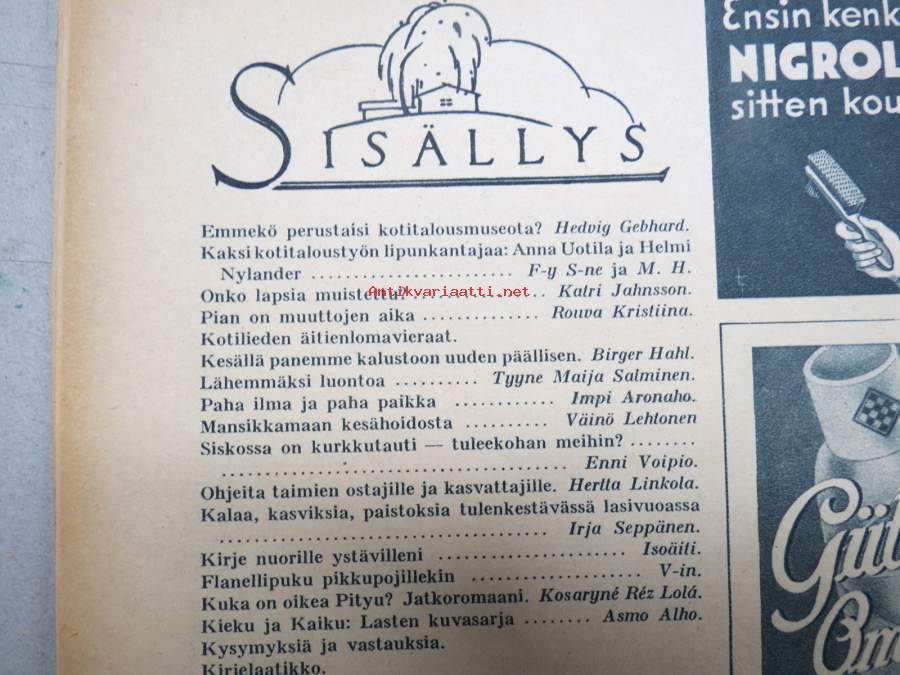 SISÄLLYS
Emmekö perustaisi kotitalousmuseota? Hedvig Gebhard.
Kaksi kotitaloustyön lipunkantajaa: Anna Uotila ja Helmi
Nylander ........................ F-y S-ne ja M. H.
Onko lapsia muistettu? ................ Katri Jahnsson.
Pian on muuttojen aika .............. Rouva Kristiina.
Kotilieden äitienlomavieraat.
Kesällä panemme kalustoon uuden päällisen. Birger Hahl.
Lähemmäksi luontoa .......... Tyyne Maija Salminen.
Paha ilma ja paha paikka ............ Impi Aronaho.
Mansikkamaan kesähoidosta .......... Väinö Lehtonen
Siskossa on kurkkutauti — tuleekohan meihin? ........
.......................................... Enni Voipio.
Ohjeita taimien ostajille ja kasvattajille. Hertta Linkola.
Kalaa, kasviksia, paistoksia tulenkestävässä lasivuoassa
........................................ Irja Seppänen.
Kirje nuorille ystävilleni ...................... Isoäiti.
Flanellipuku pikkupojillekin .................... V-in.
Kuka on oikea Pityu? Jatkoromaani. Kosaryné Réz Lolá.
Kieku ja Kaiku: Lasten kuvasarja ........ Asmo Alho.
Kysymyksiä ja vastauksia.
Kirjelaatikko.
Antikvariaatti.net
Ensin kenk
NIGROL
sitten kou